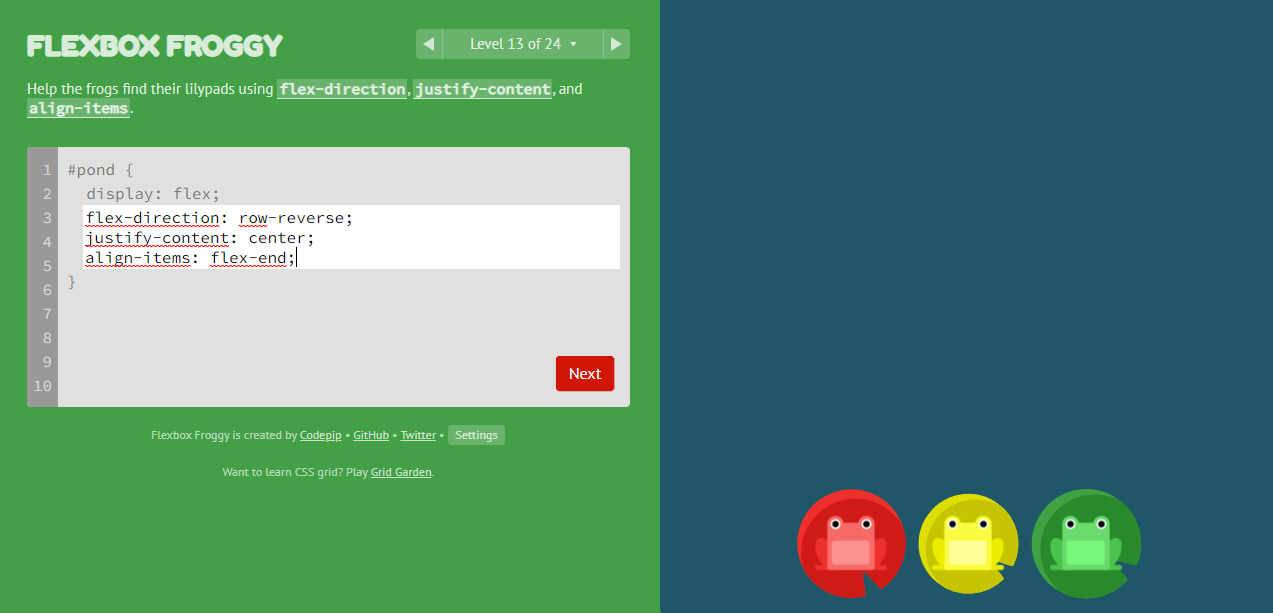 FLEXBOX FROGGY
◀ Level 13 of 24 ▾ ▶
Help the frogs find their lilypads using flex-direction, justify-content, and
align-items.
1 #pond {
2 display: flex;
3 flex-direction: row-reverse;
4 justify-content: center;
5 align-items: flex-end;
6 }
7
8
9
10
Next
Flexbox Froggy is created by Codepip • GitHub • Twitter • Settings
Want to learn CSS grid? Play Grid Garden.